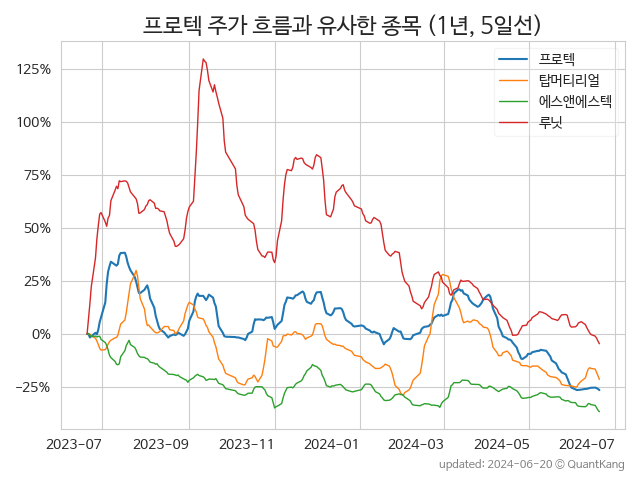 프로텍 주가 흐름과 유사한 종목 (1년, 5일선)
프로텍
탑머티리얼
에스앤에스텍
루닛
125%
100%
75%
50%
25%
0%
−25%
2023-07 2023-09 2023-11 2024-01 2024-03 2024-05 2024-07
updated: 2024-06-20 © QuantKang